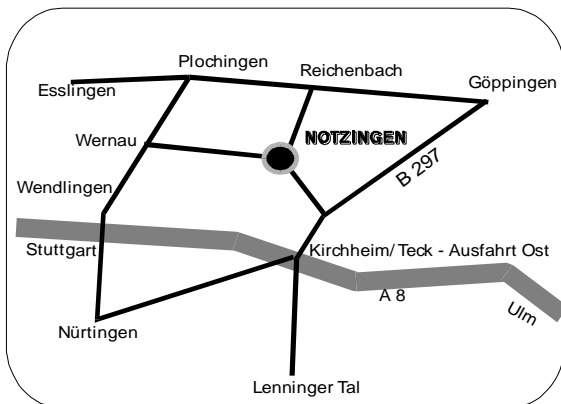 Plochingen
Reichenbach
Esslingen
Göppingen
Wernau
NOTZINGEN
B 297
Wendlingen
Stuttgart
Kirchheim/ Teck - Ausfahrt Ost
A 8
Ulm
Nürtingen
Lenninger Tal